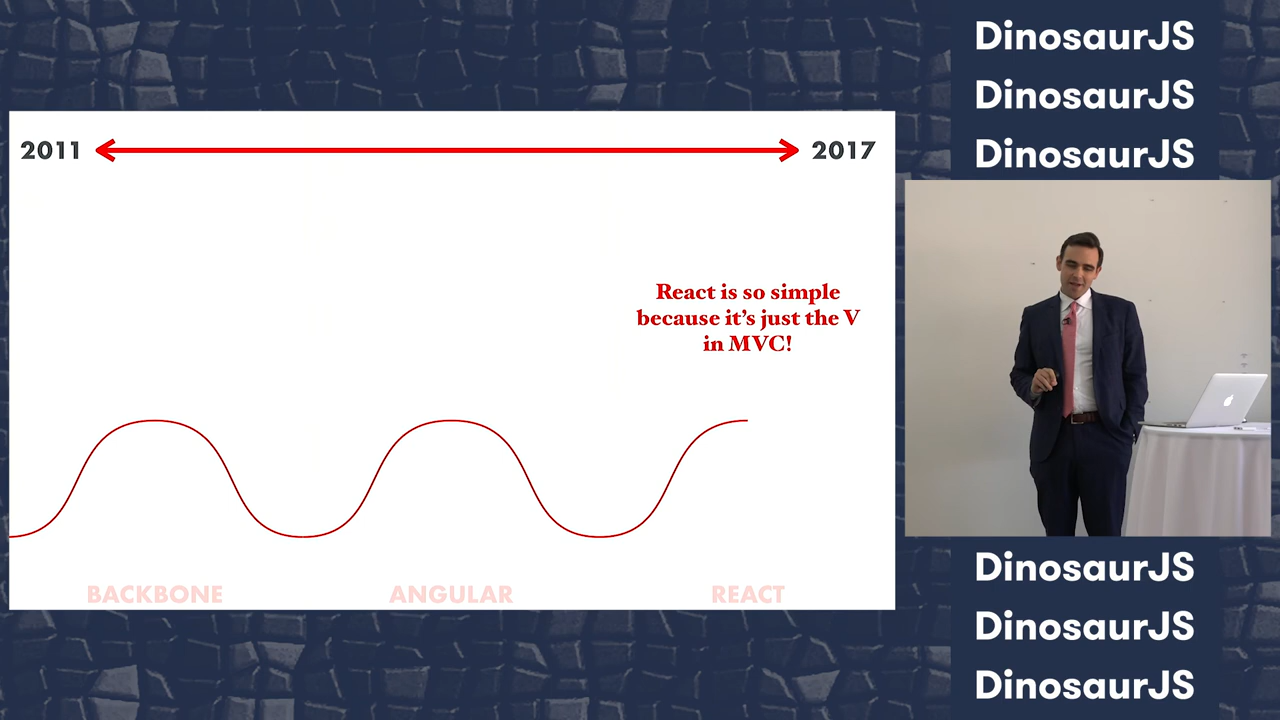 DinosaurJS
DinosaurJS
DinosaurJS
2011
2017
React is so simple
because it's just the V
in MVC!
BACKBONE
ANGULAR
REACT
DinosaurJS
DinosaurJS
DinosaurJS